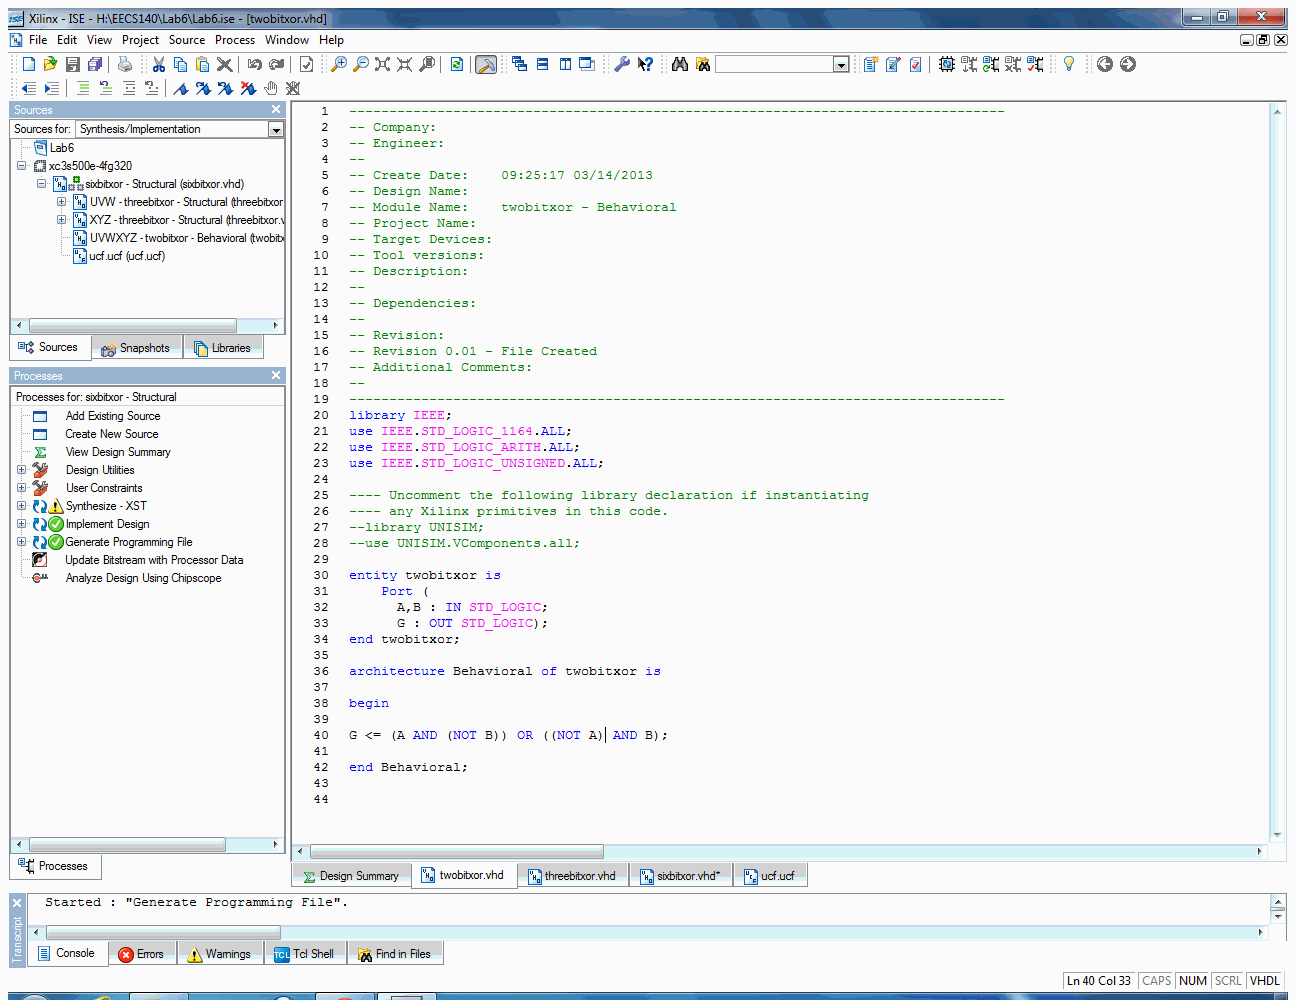 Xilinx - ISE - H:\EECS140\Lab6\Lab6.ise - [twobitxor.vhd]
File Edit View Project Source Process Window Help
Sources
Sources for: Synthesis/Implementation
Lab6
xc3s500e-4fg320
sixbitxor - Structural (sixbitxor.vhd)
UVW - threebitxor - Structural (threebitxor
XYZ - threebitxor - Structural (threebitxor.v
UVWXYZ - twobitxor - Behavioral (twobitx
ucf.ucf (ucf.ucf)
Sources Snapshots Libraries
Processes
Processes for: sixbitxor - Structural
Add Existing Source
Create New Source
View Design Summary
Design Utilities
User Constraints
Synthesize - XST
Implement Design
Generate Programming File
Update Bitstream with Processor Data
Analyze Design Using Chipscope
Processes
1 ----------------------------------------------------------------------------------
2 -- Company:
3 -- Engineer:
4 --
5 -- Create Date:    09:25:17 03/14/2013
6 -- Design Name:
7 -- Module Name:    twobitxor - Behavioral
8 -- Project Name:
9 -- Target Devices:
10 -- Tool versions:
11 -- Description:
12 --
13 -- Dependencies:
14 --
15 -- Revision:
16 -- Revision 0.01 - File Created
17 -- Additional Comments:
18 --
19 ----------------------------------------------------------------------------------
20 library IEEE;
21 use IEEE.STD_LOGIC_1164.ALL;
22 use IEEE.STD_LOGIC_ARITH.ALL;
23 use IEEE.STD_LOGIC_UNSIGNED.ALL;
24
25 ---- Uncomment the following library declaration if instantiating
26 ---- any Xilinx primitives in this code.
27 --library UNISIM;
28 --use UNISIM.VComponents.all;
29
30 entity twobitxor is
31     Port (
32       A,B : IN STD_LOGIC;
33       G : OUT STD_LOGIC);
34 end twobitxor;
35
36 architecture Behavioral of twobitxor is
37
38 begin
39
40 G <= (A AND (NOT B)) OR ((NOT A) AND B);
41
42 end Behavioral;
43
44
Design Summary twobitxor.vhd threebitxor.vhd sixbitxor.vhd* ucf.ucf
Transcript
Started : "Generate Programming File".
Console Errors Warnings TCL Tcl Shell Find in Files
Ln 40 Col 33 CAPS NUM SCRL VHDL